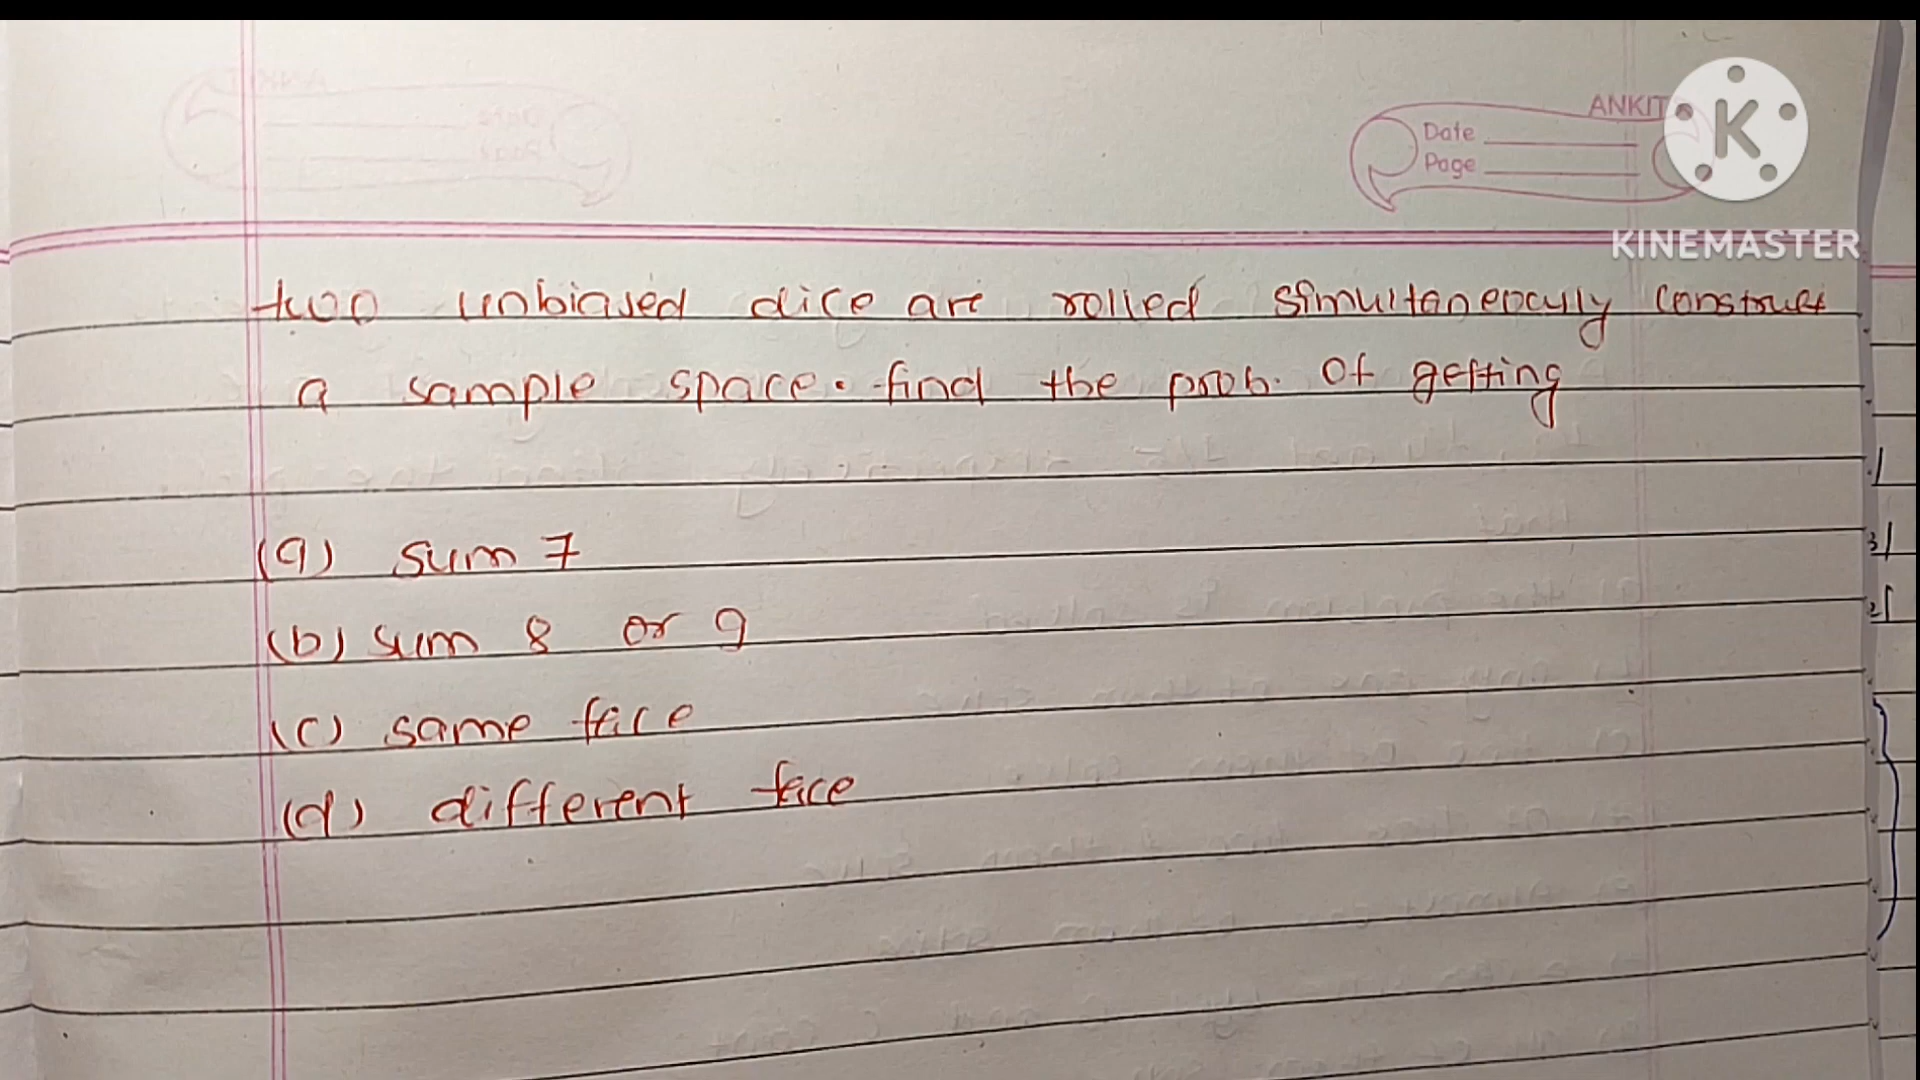 ANKIT
Date
Page
KINEMASTER
two unbiased dice are rolled simultaneously construct
a sample space. find the prob. of getting
(a) sum 7
(b) sum 8 or 9
(c) same face
(d) different face